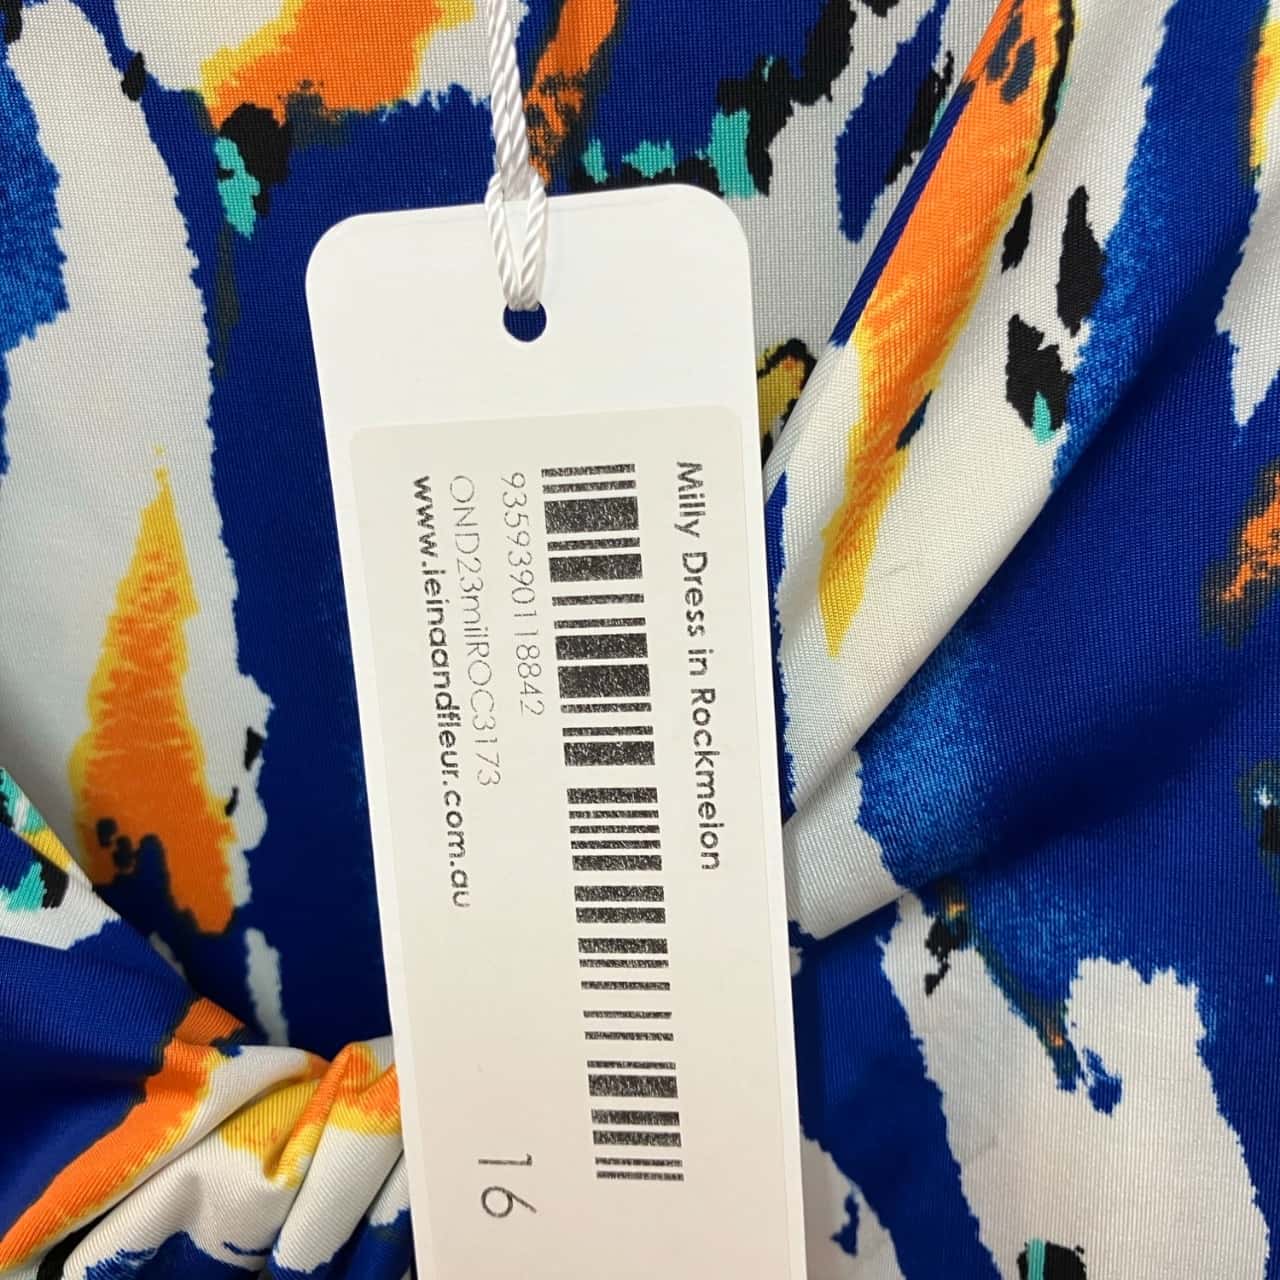 Milly Dress in Rockmelon
9359390118842
OND23milROC3173
www.leinaandfleur.com.au
16